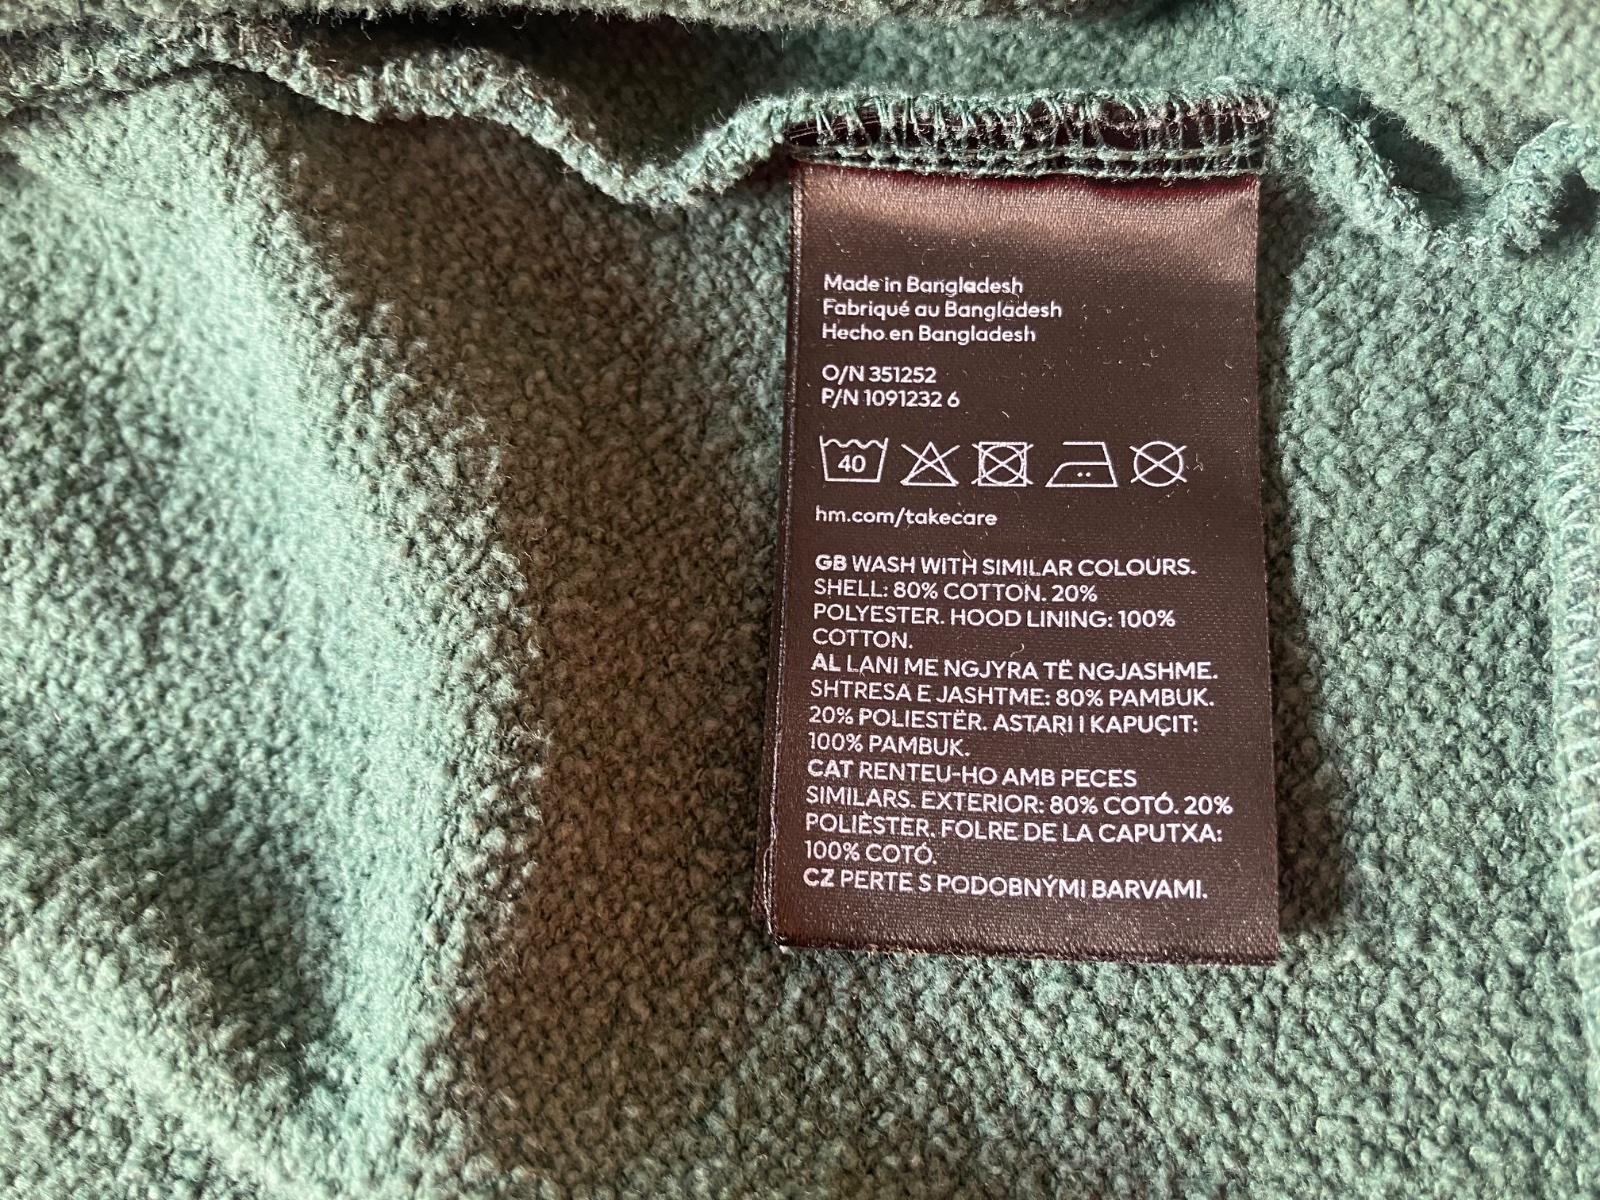 Made in Bangladesh
Fabriqué au Bangladesh
Hecho en Bangladesh
O/N 351252
P/N 1091232 6
40
hm.com/takecare
GB WASH WITH SIMILAR COLOURS.
SHELL: 80% COTTON. 20%
POLYESTER. HOOD LINING: 100%
COTTON.
AL LANI ME NGJYRA TË NGJASHME.
SHTRESA E JASHTME: 80% PAMBUK.
20% POLIESTËR. ASTARI I KAPUÇIT:
100% PAMBUK.
CAT RENTEU-HO AMB PECES
SIMILARS. EXTERIOR: 80% COTÓ. 20%
POLIÈSTER. FOLRE DE LA CAPUTXA:
100% COTÓ.
CZ PERTE S PODOBNÝMI BARVAMI.